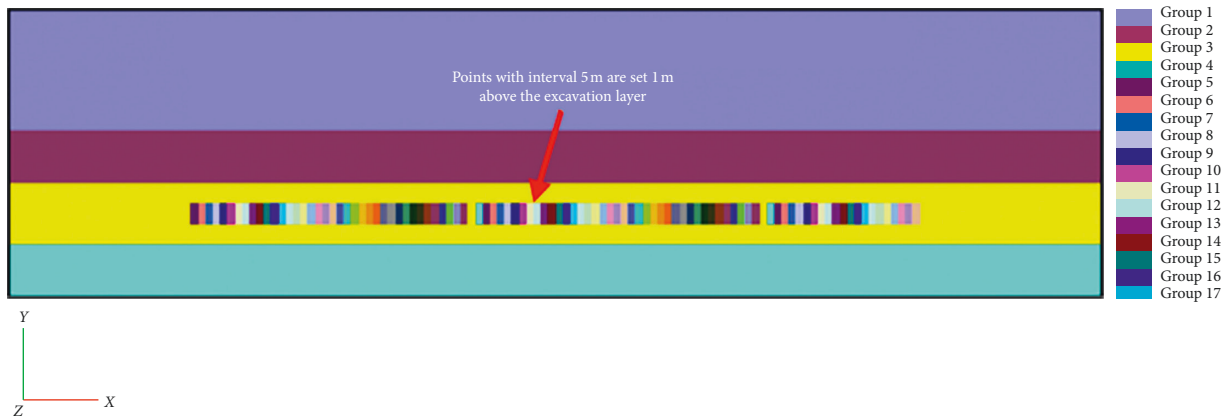 Points with interval 5 m are set 1 m
above the excavation layer
Group 1
Group 2
Group 3
Group 4
Group 5
Group 6
Group 7
Group 8
Group 9
Group 10
Group 11
Group 12
Group 13
Group 14
Group 15
Group 16
Group 17
Y
Z
X